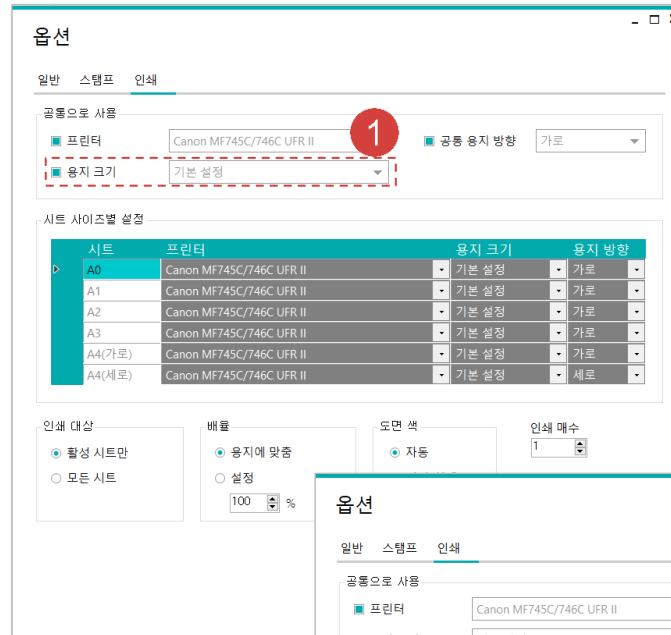 옵션
일반 스탬프 인쇄
공통으로 사용
프린터 Canon MF745C/746C UFR II 1 공통 용지 방향 가로
용지 크기 기본 설정
시트 사이즈별 설정
시트 프린터 용지 크기 용지 방향
A0 Canon MF745C/746C UFR II 기본 설정 가로
A1 Canon MF745C/746C UFR II 기본 설정 가로
A2 Canon MF745C/746C UFR II 기본 설정 가로
A3 Canon MF745C/746C UFR II 기본 설정 가로
A4(가로) Canon MF745C/746C UFR II 기본 설정 가로
A4(세로) Canon MF745C/746C UFR II 기본 설정 세로
인쇄 대상 배율 도면 색 인쇄 매수
활성 시트만 용지에 맞춤 자동 1
모든 시트 설정
100 %
옵션
일반 스탬프 인쇄
공통으로 사용
프린터 Canon MF745C/746C UFR II